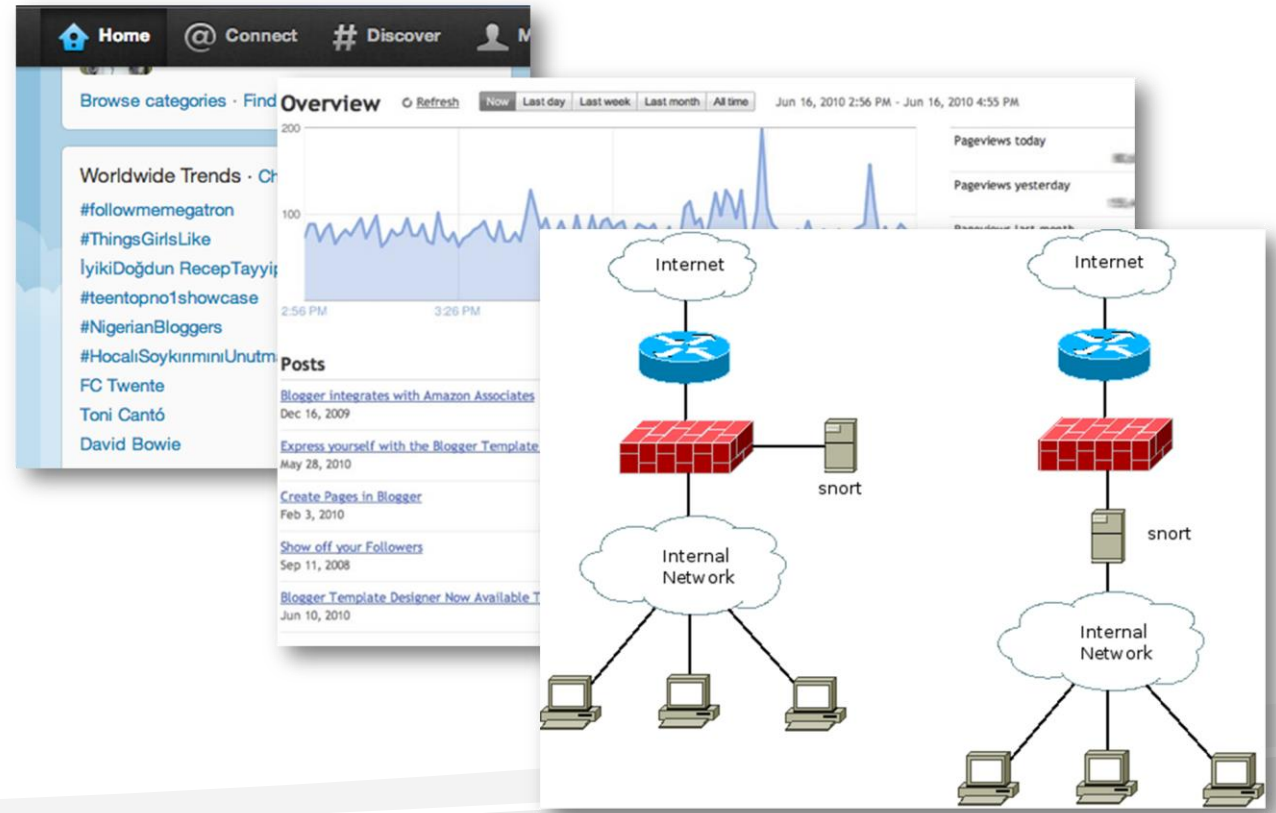 Home @ Connect # Discover
Browse categories · Find
Worldwide Trends ·
#followmemegatron
#ThingsGirlsLike
İyikiDoğdun RecepTayyip
#teentopno1showcase
#NigerianBloggers
#HocalıSoykırımınıUnutm
FC Twente
Toni Cantó
David Bowie
Overview Refresh Now Last day Last week Last month All time Jun 16, 2010 2:56 PM - Jun 16, 2010 4:55 PM
200
100
2:56 PM 3:26 PM
Pageviews today
Pageviews yesterday
Pageviews last month
Posts
Blogger integrates with Amazon Associates
Dec 16, 2009
Express yourself with the Blogger Template
May 28, 2010
Create Pages in Blogger
Feb 3, 2010
Show off your Followers
Sep 11, 2008
Blogger Template Designer Now Available T
Jun 10, 2010
Internet
snort
Internal
Network
Internet
snort
Internal
Network